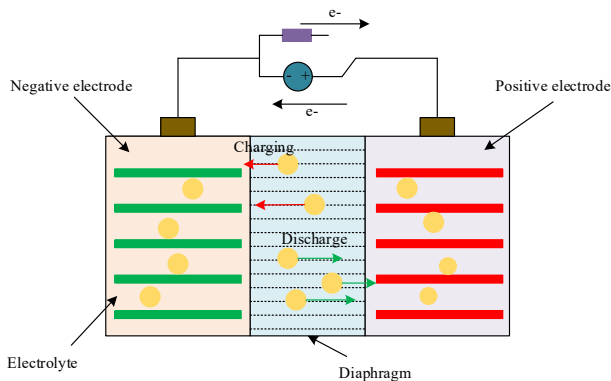 e-
- +
e-
Negative electrode
Positive electrode
Charging
Discharge
Electrolyte
Diaphragm